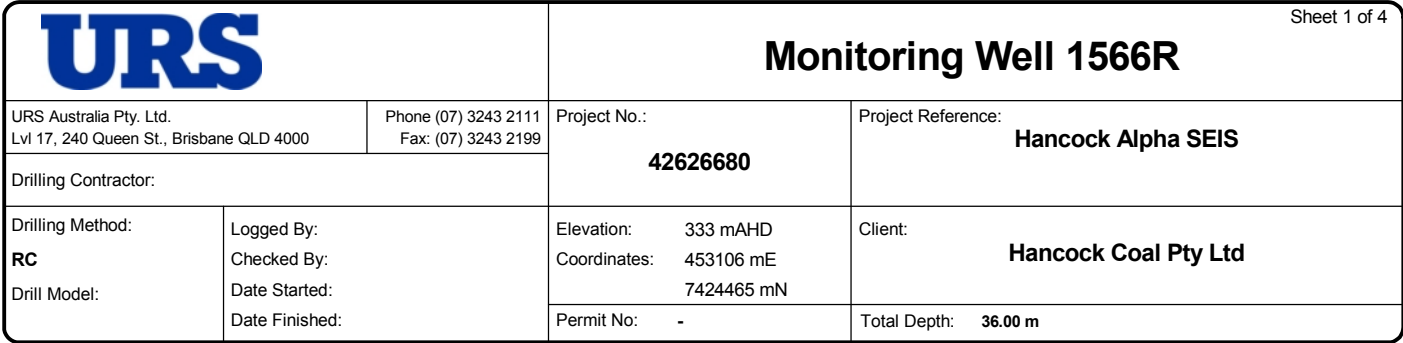 URS
Sheet 1 of 4
Monitoring Well 1566R
URS Australia Pty. Ltd.
Lvl 17, 240 Queen St., Brisbane QLD 4000
Phone (07) 3243 2111
Fax: (07) 3243 2199
Project No.:
42626680
Project Reference:
Hancock Alpha SEIS
Drilling Contractor:
Drilling Method:
RC
Drill Model:
Logged By:
Checked By:
Date Started:
Date Finished:
Elevation: 333 mAHD
Coordinates: 453106 mE
7424465 mN
Permit No: -
Client:
Hancock Coal Pty Ltd
Total Depth: 36.00 m